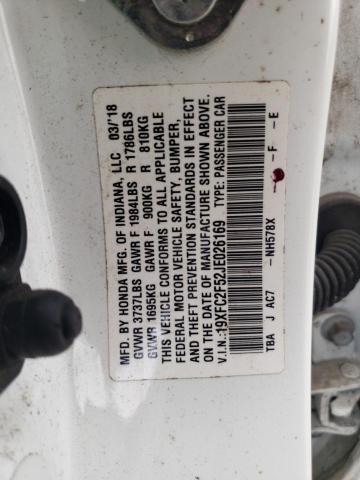 MFD. BY HONDA MFG. OF INDIANA, LLC 03/'18
GVWR 3737LBS GAWR F 1984LBS R 1786LBS
GVWR 1695KG GAWR F 900KG R 810KG
THIS VEHICLE CONFORMS TO ALL APPLICABLE
FEDERAL MOTOR VEHICLE SAFETY, BUMPER,
AND THEFT PREVENTION STANDARDS IN EFFECT
ON THE DATE OF MANUFACTURE SHOWN ABOVE.
V.I.N.:19XFC2F52JE026169 TYPE: PASSENGER CAR
TBA J AC7 -NH578X - F - E